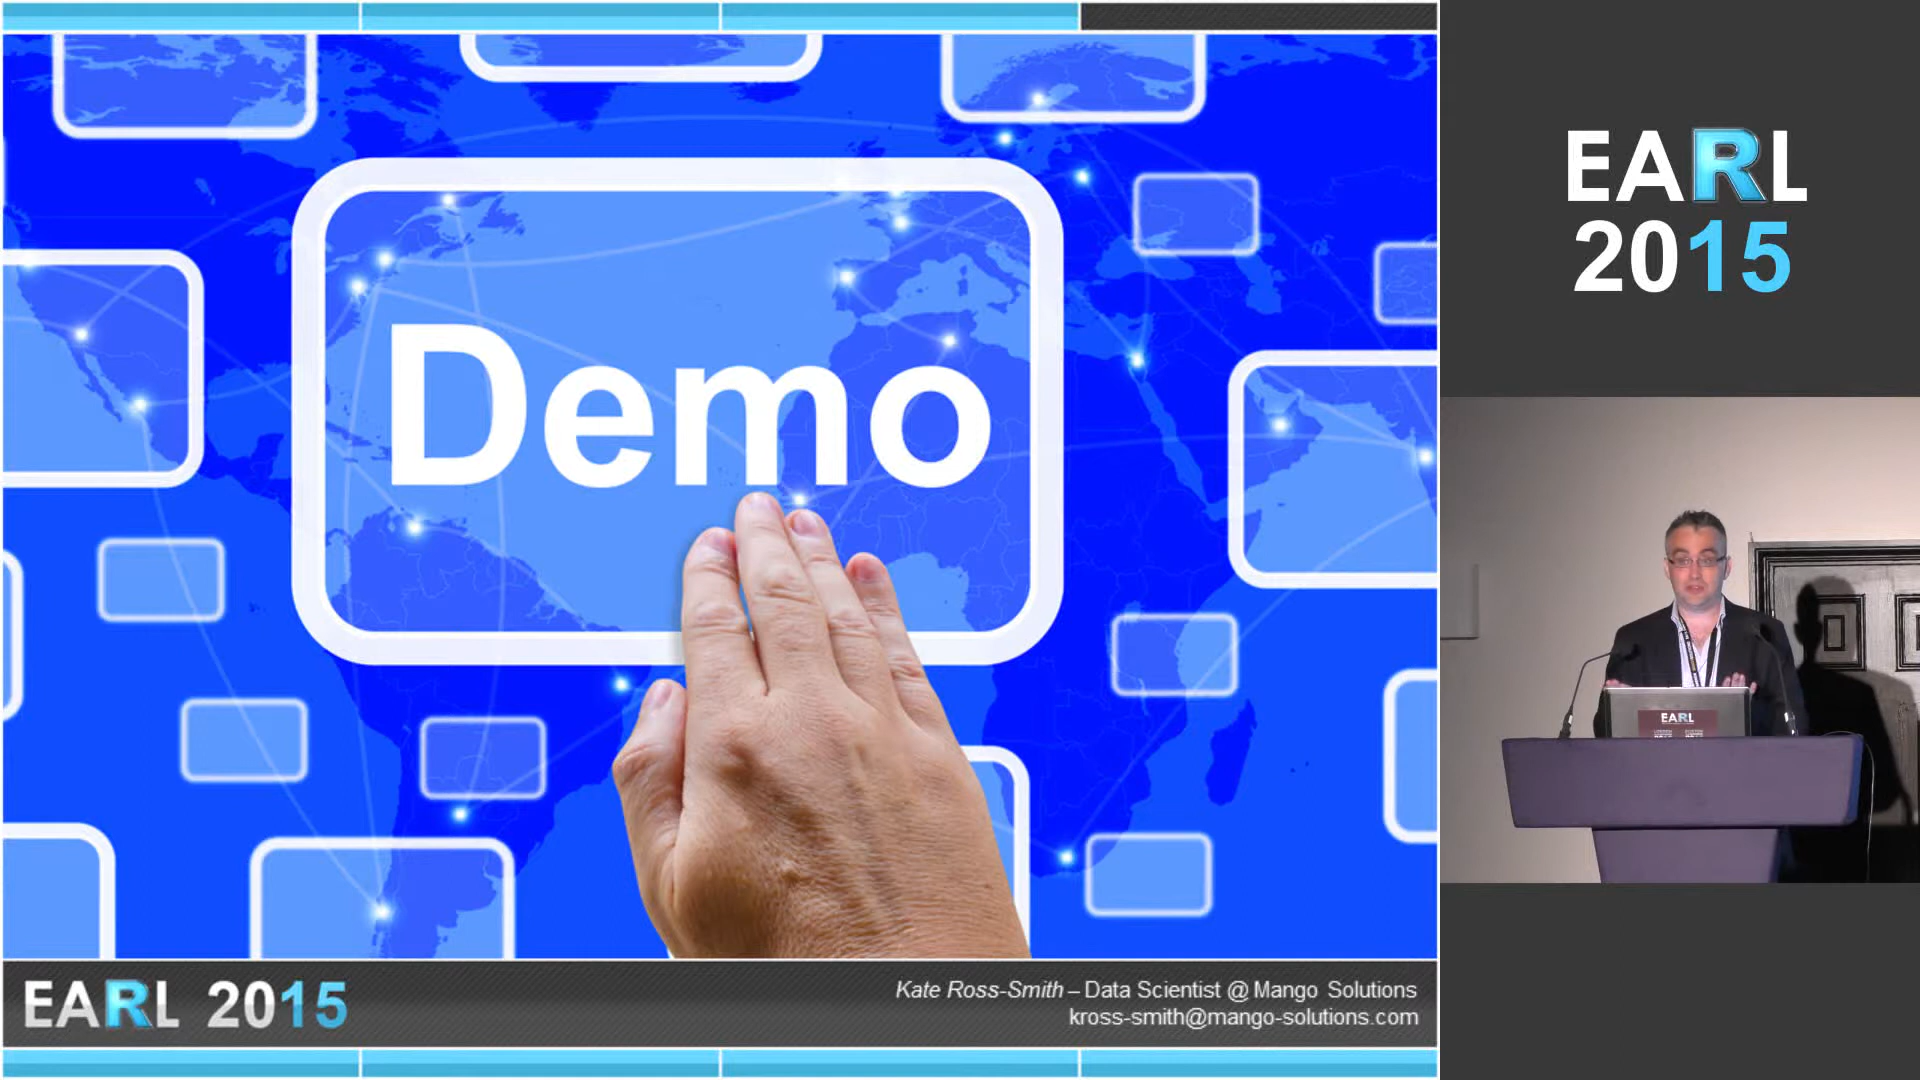 Demo
EARL 2015
Kate Ross-Smith – Data Scientist @ Mango Solutions
kross-smith@mango-solutions.com
EARL
2015
EARL